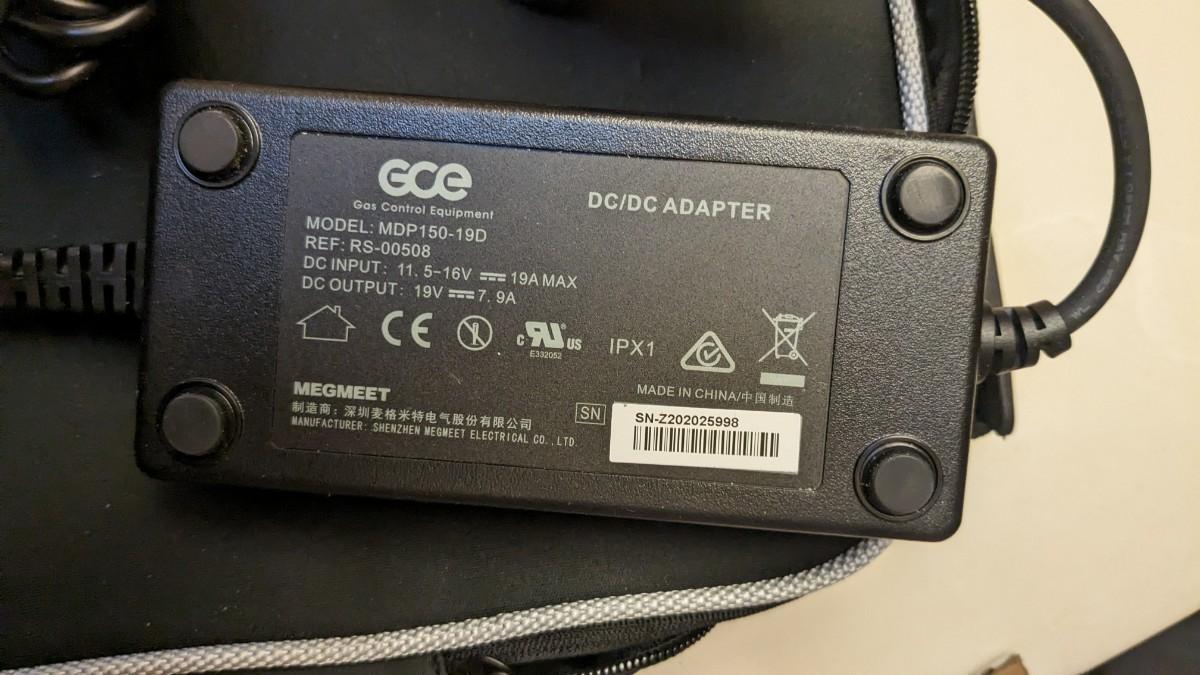 GCE
Gas Control Equipment
DC/DC ADAPTER
MODEL: MDP150-19D
REF: RS-00508
DC INPUT: 11.5-16V ⎓ 19A MAX
DC OUTPUT: 19V ⎓ 7.9A
CE
c RU US
E332052
IPX1
MEGMEET
MADE IN CHINA/中国制造
制造商：深圳麦格米特电气股份有限公司
MANUFACTURER: SHENZHEN MEGMEET ELECTRICAL CO., LTD.
SN
SN-Z202025998